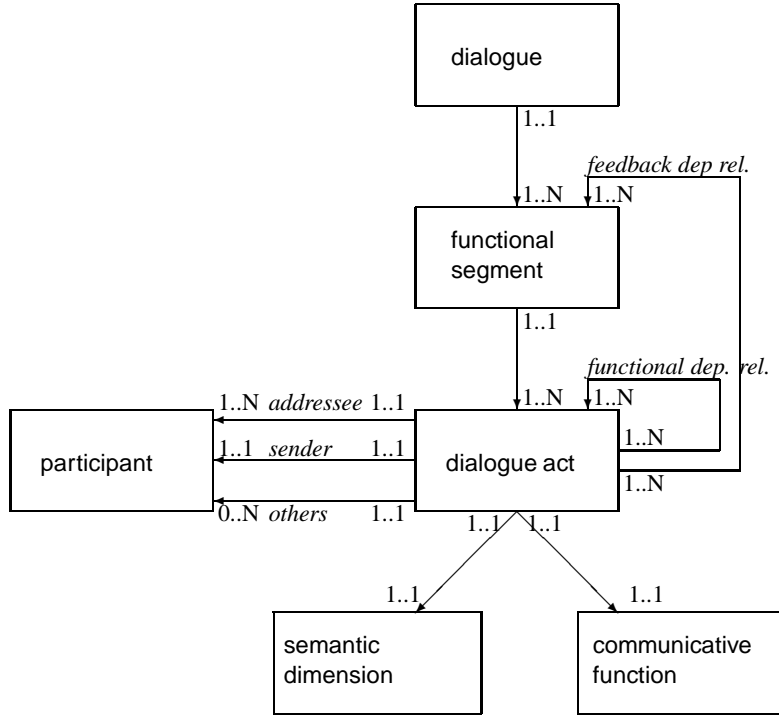 dialogue
1..1
feedback dep rel.
1..N 1..N
functional
segment
1..1
functional dep. rel.
1..N addressee 1..1
1..N 1..N
1..N
participant
1..1 sender 1..1
dialogue act
1..N
0..N others 1..1
1..1 1..1
1..1 1..1
semantic
dimension
communicative
function